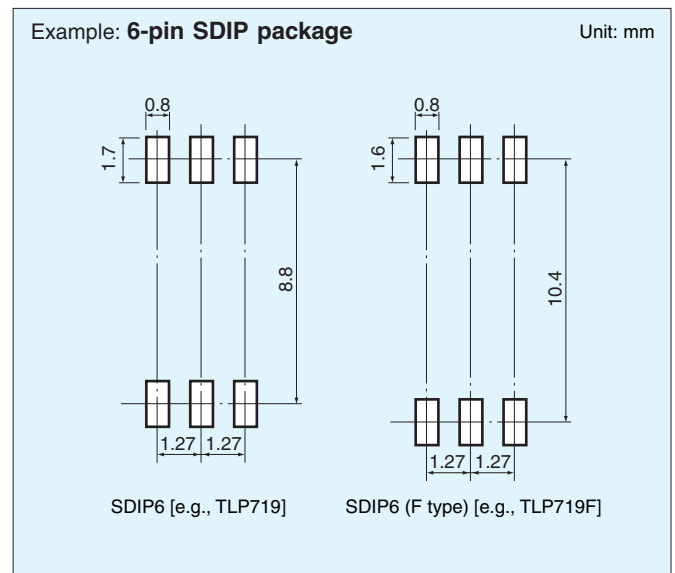 Example: 6-pin SDIP package
Unit: mm
0.8
0.8
1.7
1.6
8.8
10.4
1.27 1.27
1.27 1.27
SDIP6 [e.g., TLP719]
SDIP6 (F type) [e.g., TLP719F]